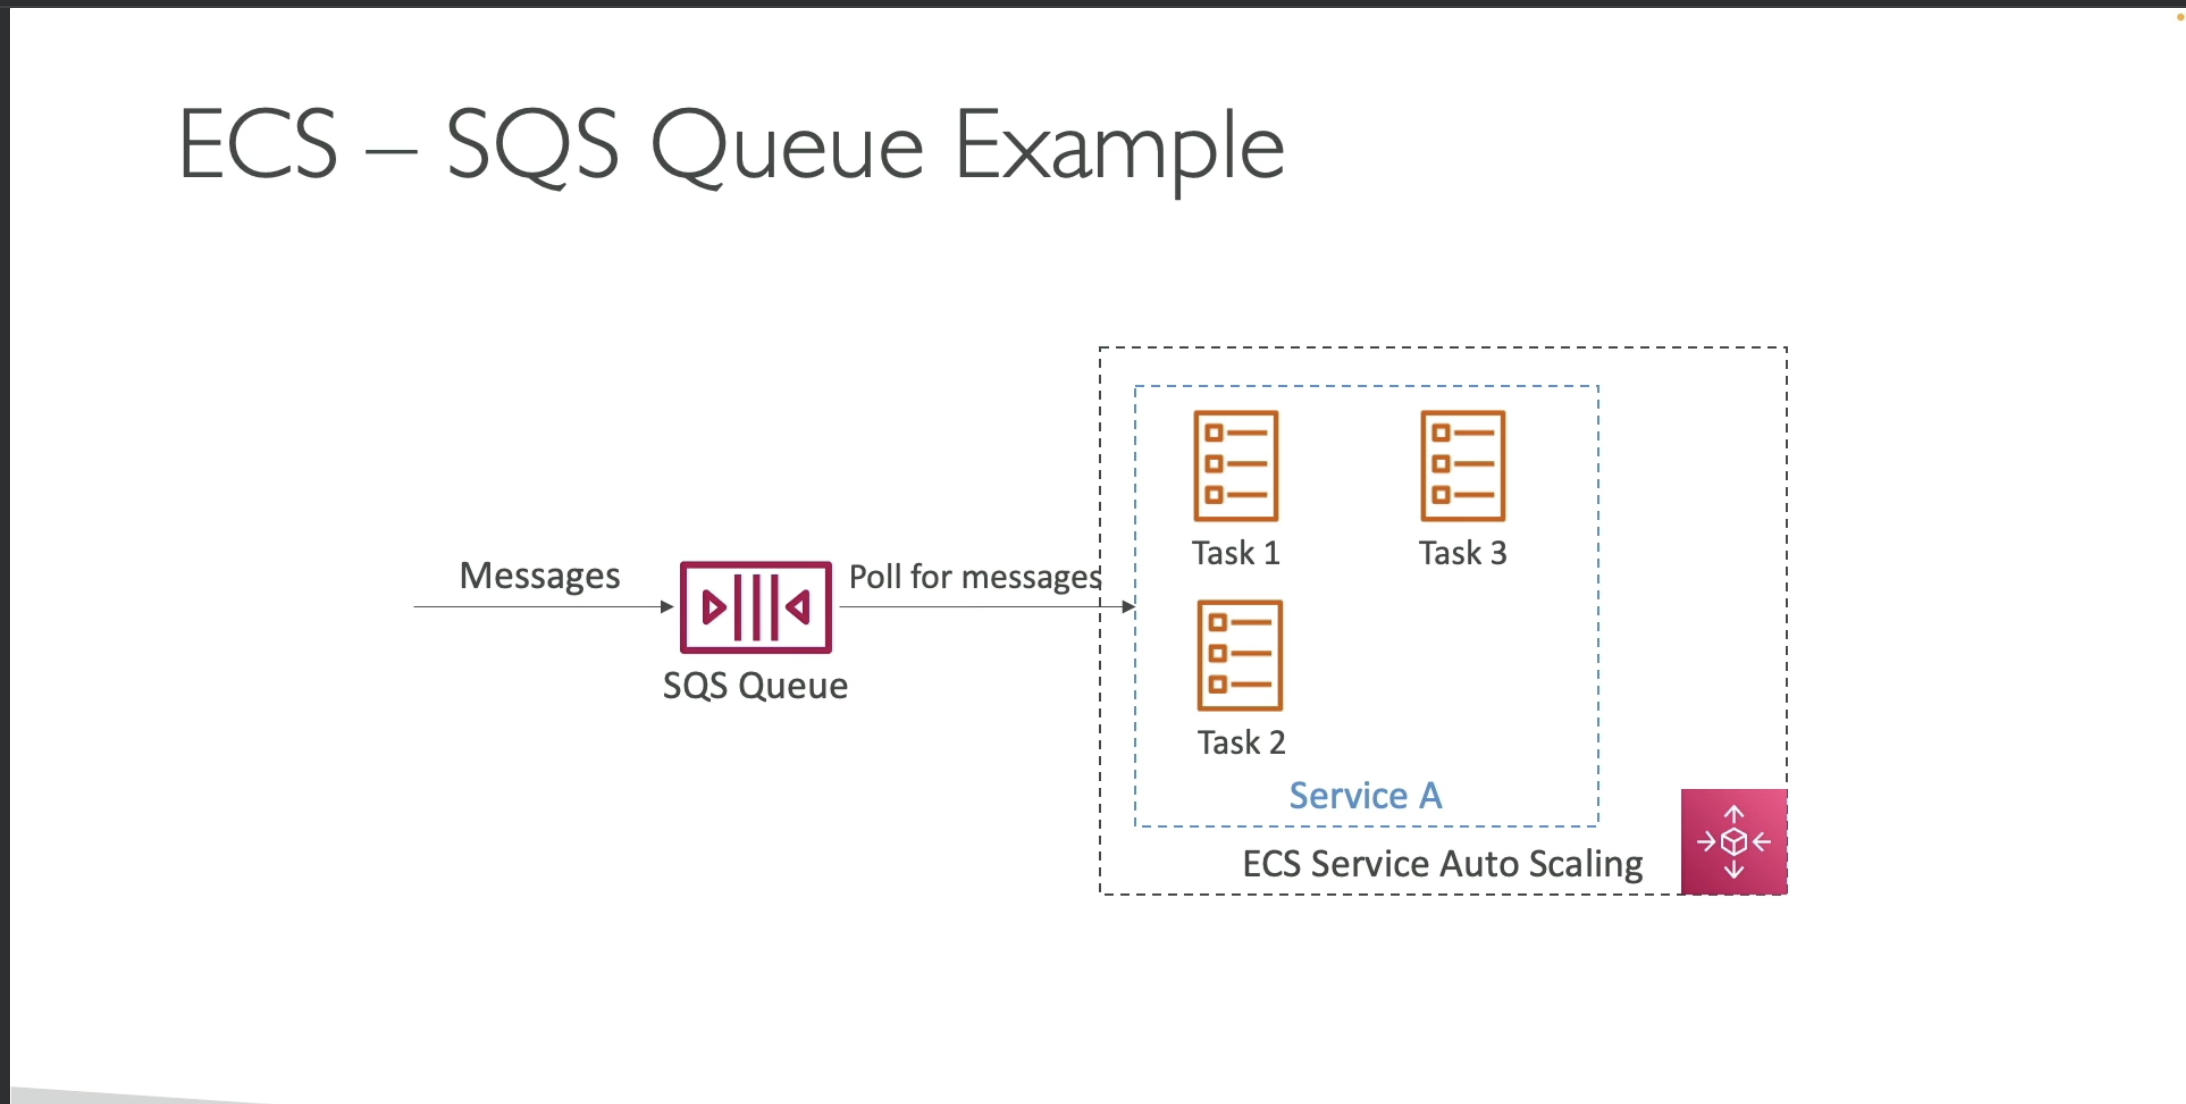 ECS – SQS Queue Example
Messages
SQS Queue
Poll for messages
Task 1
Task 3
Task 2
Service A
ECS Service Auto Scaling